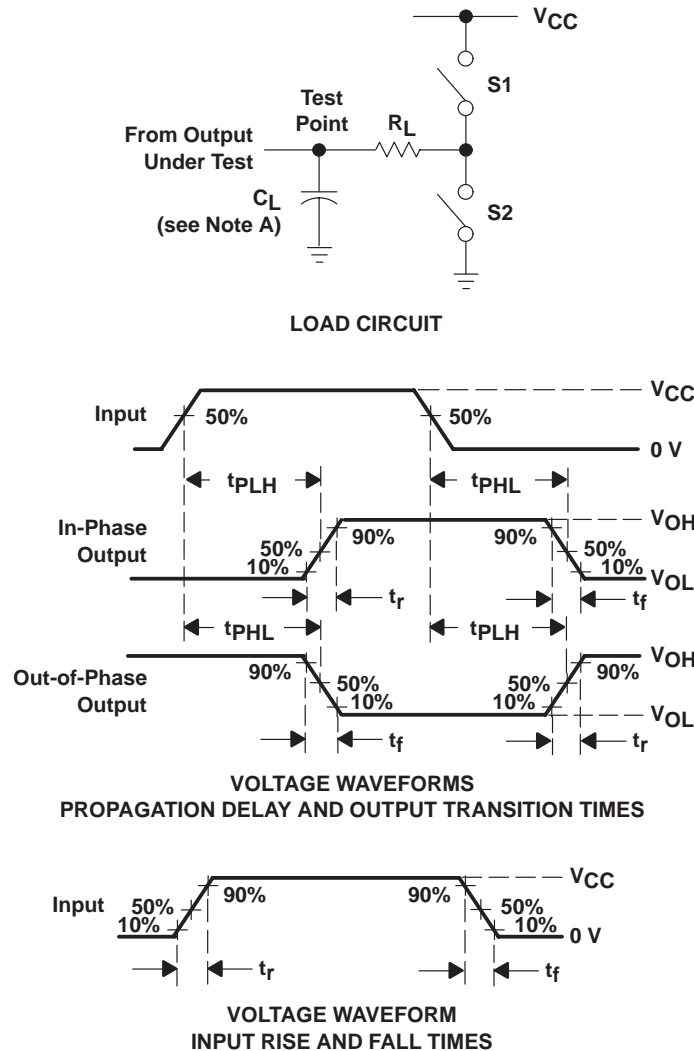 VCC
S1
Test
Point
RL
From Output
Under Test
CL
(see Note A)
S2
LOAD CIRCUIT
VCC
Input
50%
50%
0 V
tPLH
tPHL
In-Phase
Output
VOH
90%
90%
50%
50%
10%
10%
VOL
tr
tf
tPHL
tPLH
Out-of-Phase
Output
VOH
90%
90%
50%
50%
10%
10%
VOL
tf
tr
VOLTAGE WAVEFORMS
PROPAGATION DELAY AND OUTPUT TRANSITION TIMES
VCC
Input
90%
90%
50%
50%
10%
10%
0 V
tr
tf
VOLTAGE WAVEFORM
INPUT RISE AND FALL TIMES